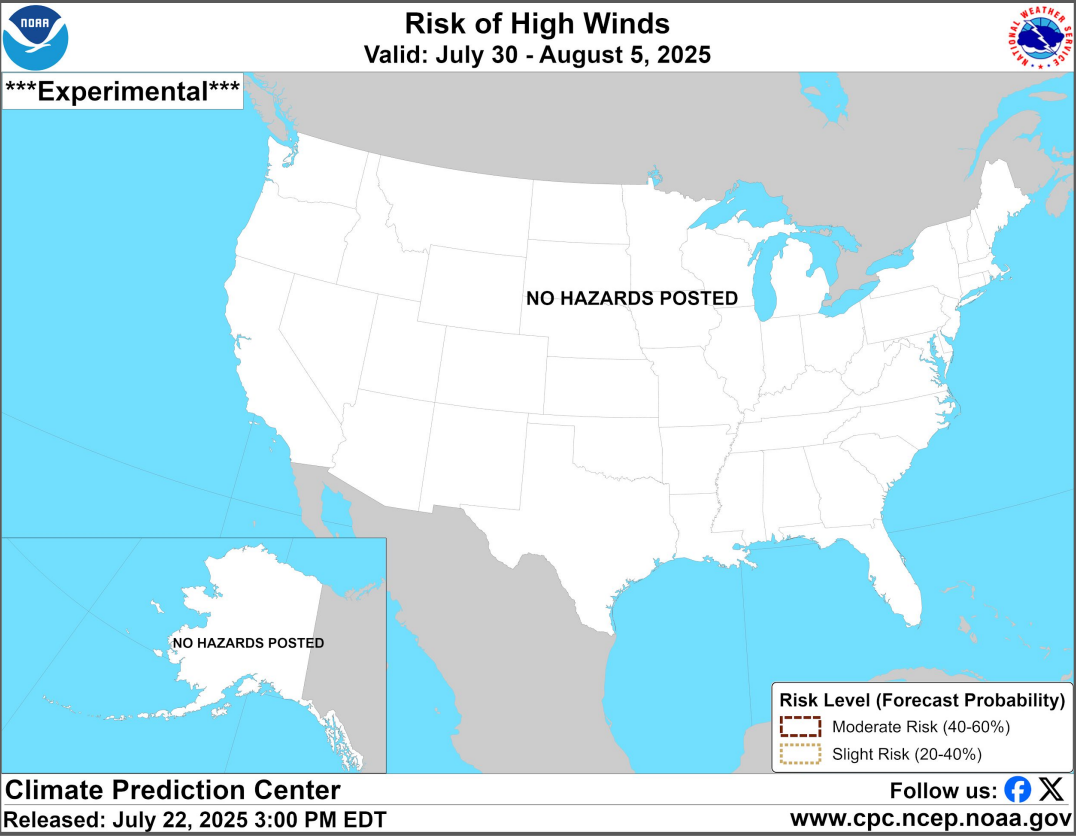 NOAA
Risk of High Winds
Valid: July 30 - August 5, 2025
NATIONAL WEATHER SERVICE
***Experimental***
NO HAZARDS POSTED
NO HAZARDS POSTED
Risk Level (Forecast Probability)
Moderate Risk (40-60%)
Slight Risk (20-40%)
Climate Prediction Center
Follow us:
Released: July 22, 2025 3:00 PM EDT
www.cpc.ncep.noaa.gov